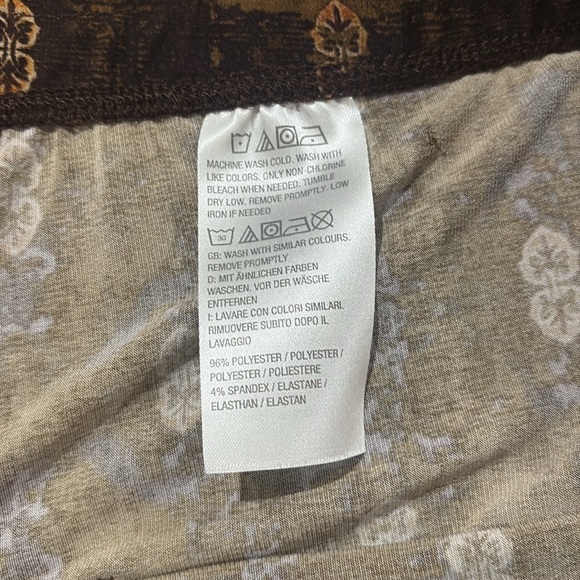 MACHINE WASH COLD. WASH WITH
LIKE COLORS. ONLY NON-CHLORINE
BLEACH WHEN NEEDED. TUMBLE
DRY LOW. REMOVE PROMPTLY. LOW
IRON IF NEEDED
30
GB: WASH WITH SIMILAR COLOURS.
REMOVE PROMPTLY
D: MIT ÄHNLICHEN FARBEN
WASCHEN. VOR DER WÄSCHE
ENTFERNEN
I: LAVARE CON COLORI SIMILARI.
RIMUOVERE SUBITO DOPO IL
LAVAGGIO
96% POLYESTER / POLYESTER /
POLYESTER / POLIESTERE
4% SPANDEX / ELASTANE /
ELASTHAN / ELASTAN